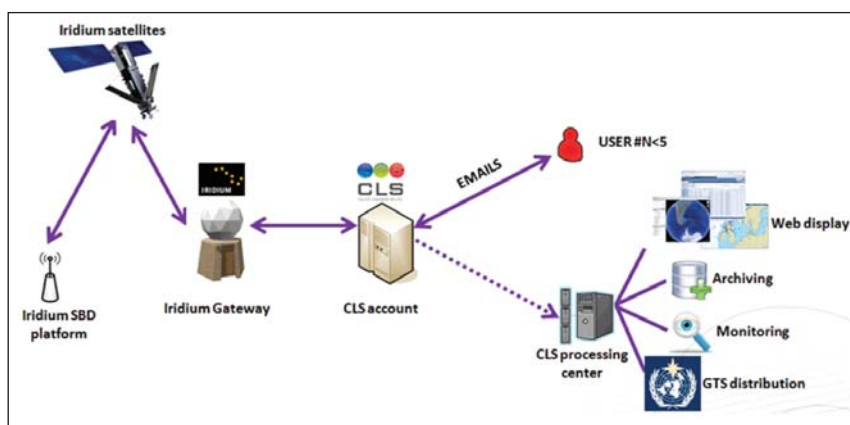 Iridium satellites
IRIDIUM
CLS
EMAILS
USER #N<5
Web display
Archiving
Monitoring
GTS distribution
Iridium SBD
platform
Iridium Gateway
CLS account
CLS processing
center